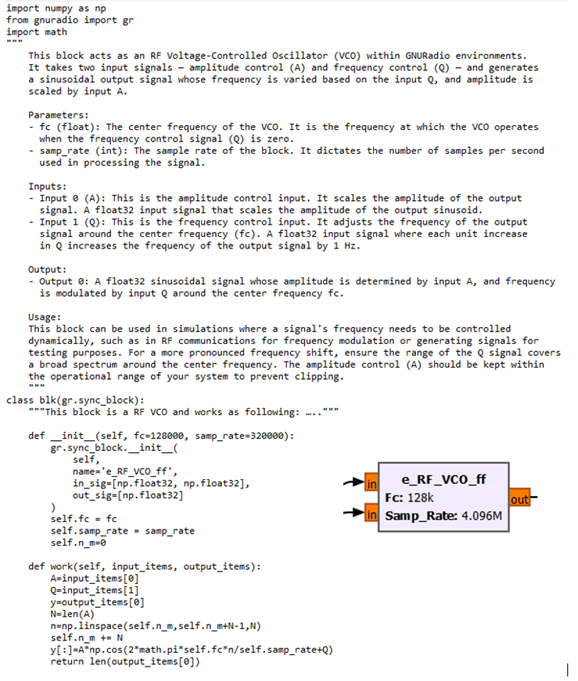 import numpy as np
from gnuradio import gr
import math
"""
This block acts as an RF Voltage-Controlled Oscillator (VCO) within GNURadio environments.
It takes two input signals — amplitude control (A) and frequency control (Q) — and generates
a sinusoidal output signal whose frequency is varied based on the input Q, and amplitude is
scaled by input A.

Parameters:
- fc (float): The center frequency of the VCO. It is the frequency at which the VCO operates
when the frequency control signal (Q) is zero.
- samp_rate (int): The sample rate of the block. It dictates the number of samples per second
used in processing the signal.

Inputs:
- Input 0 (A): This is the amplitude control input. It scales the amplitude of the output
signal. A float32 input signal that scales the amplitude of the output sinusoid.
- Input 1 (Q): This is the frequency control input. It adjusts the frequency of the output
signal around the center frequency (fc). A float32 input signal where each unit increase
in Q increases the frequency of the output signal by 1 Hz.

Output:
- Output 0: A float32 sinusoidal signal whose amplitude is determined by input A, and frequency
is modulated by input Q around the center frequency fc.

Usage:
This block can be used in simulations where a signal's frequency needs to be controlled
dynamically, such as in RF communications for frequency modulation or generating signals for
testing purposes. For a more pronounced frequency shift, ensure the range of the Q signal covers
a broad spectrum around the center frequency. The amplitude control (A) should be kept within
the operational range of your system to prevent clipping.
"""
class blk(gr.sync_block):
"""This block is a RF VCO and works as following: ….."""

def __init__(self, fc=128000, samp_rate=320000):
gr.sync_block.__init__(
self,
name='e_RF_VCO_ff',
in_sig=[np.float32, np.float32],
out_sig=[np.float32]
)
self.fc = fc
self.samp_rate = samp_rate
self.n_m=0

def work(self, input_items, output_items):
A=input_items[0]
Q=input_items[1]
y=output_items[0]
N=len(A)
n=np.linspace(self.n_m,self.n_m+N-1,N)
self.n_m += N
y[:]=A*np.cos(2*math.pi*self.fc*n/self.samp_rate+Q)
return len(output_items[0])

e_RF_VCO_ff
in
Fc: 128k
out
in
Samp_Rate: 4.096M